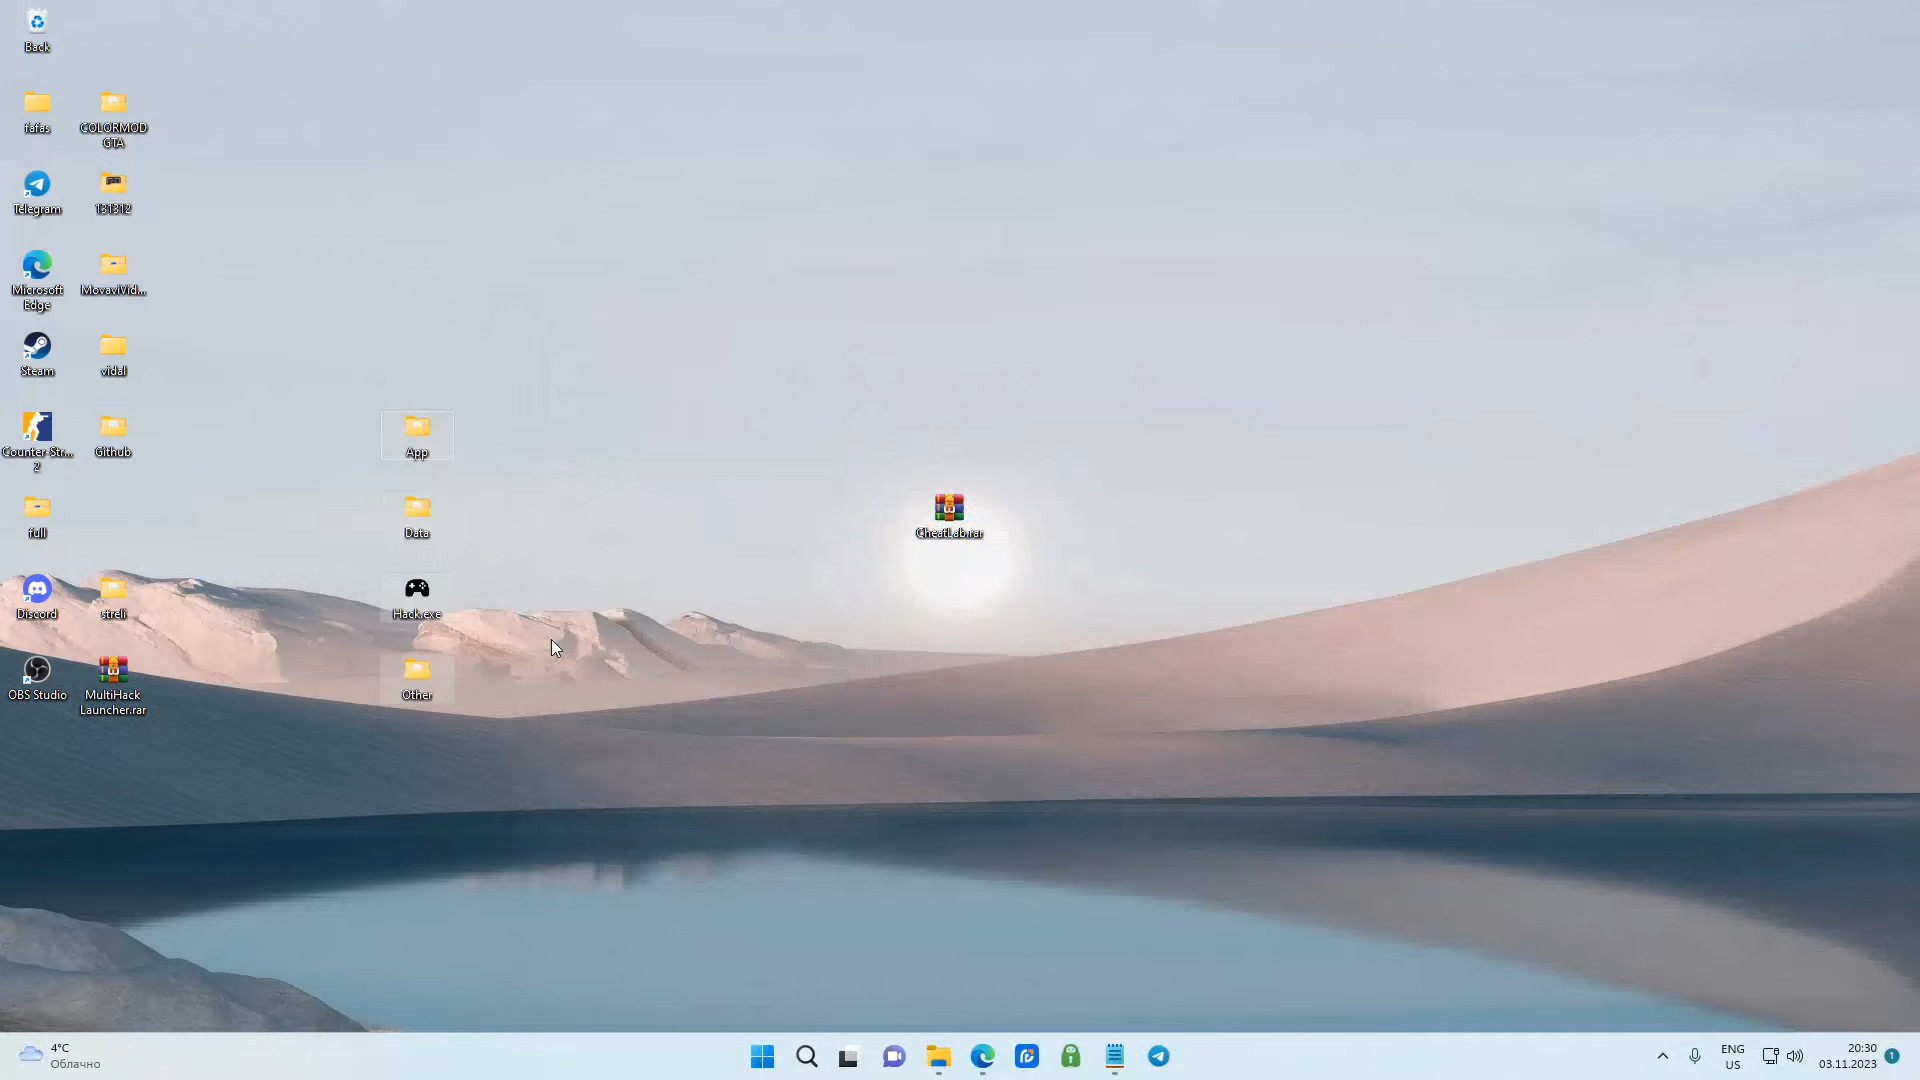 Back
fafas
COLORMOD
GTA
Telegram
131312
Microsoft
Edge
MovaviVid...
Steam
vidal
Counter-Str...
2
Github
App
full
Data
CheatLab.rar
Discord
streli
Hack.exe
OBS Studio
MultiHack
Launcher.rar
Other
4°C
Облачно
ENG
US
20:30
03.11.2023
1